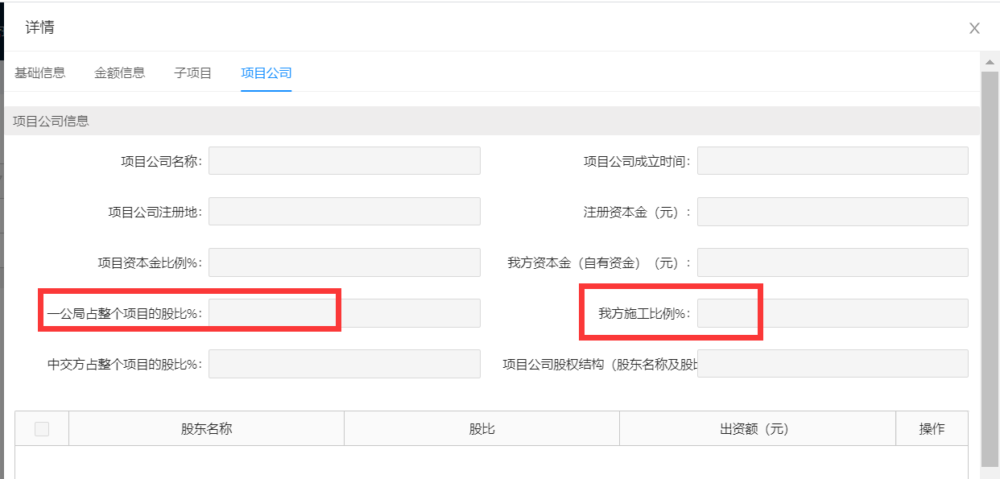 详情
基础信息 金额信息 子项目 项目公司
项目公司信息
项目公司名称： 项目公司成立时间：
项目公司注册地： 注册资本金（元）：
项目资本金比例%： 我方资本金（自有资金）（元）：
一公局占整个项目的股比%： 我方施工比例%：
中交方占整个项目的股比%： 项目公司股权结构（股东名称及股比
股东名称 股比 出资额（元） 操作